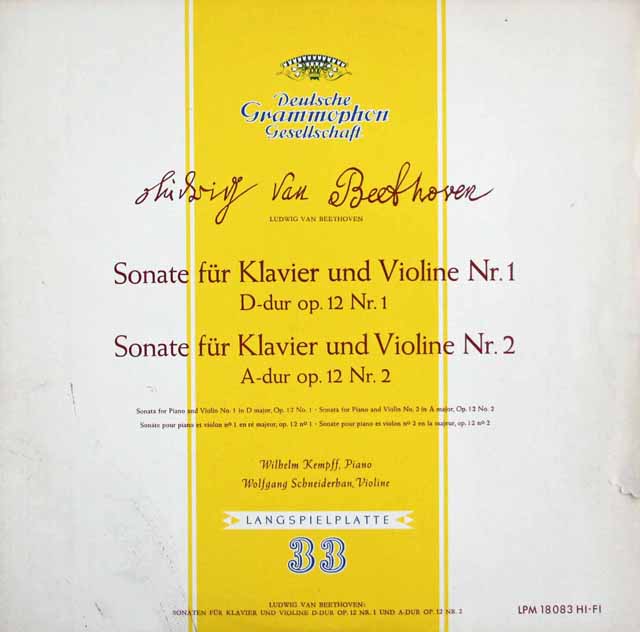 Deutsche
Grammophon
Gesellschaft
Ludwig Van Beethoven
LUDWIG VAN BEETHOVEN
Sonate für Klavier und Violine Nr. 1
D-dur op. 12 Nr. 1
Sonate für Klavier und Violine Nr. 2
A-dur op. 12 Nr. 2
Sonata for Piano and Violin No. 1 in D major, Op. 12 No. 1 · Sonata for Piano and Violin No. 2 in A major, Op. 12 No. 2
Sonate pour piano et violon nº 1 en ré majeur, op. 12 nº 1 · Sonate pour piano et violon nº 2 en la majeur, op. 12 nº 2
Wilhelm Kempff, Piano
Wolfgang Schneiderhan, Violine
LANGSPIELPLATTE
33
LUDWIG VAN BEETHOVEN:
SONATEN FÜR KLAVIER UND VIOLINE D-DUR OP. 12 NR. 1 UND A-DUR OP. 12 NR. 2
LPM 18083 HI-FI